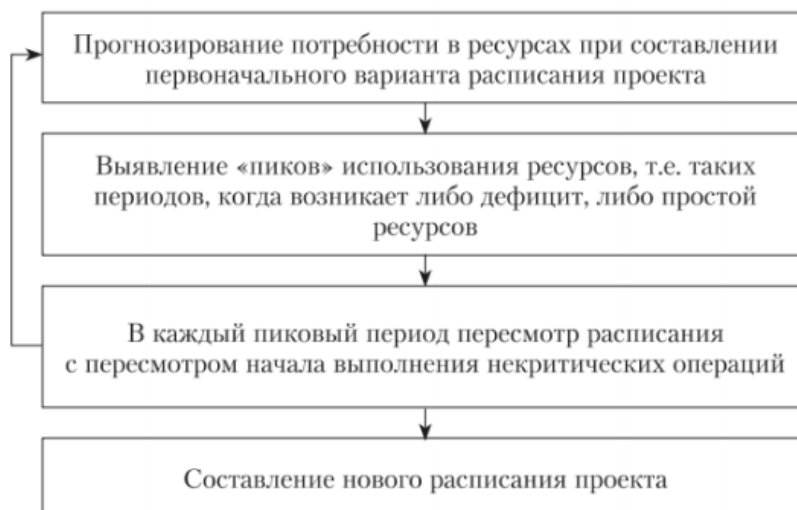 Прогнозирование потребности в ресурсах при составлении
первоначального варианта расписания проекта
Выявление «пиков» использования ресурсов, т.е. таких
периодов, когда возникает либо дефицит, либо простой
ресурсов
В каждый пиковый период пересмотр расписания
с пересмотром начала выполнения некритических операций
Составление нового расписания проекта